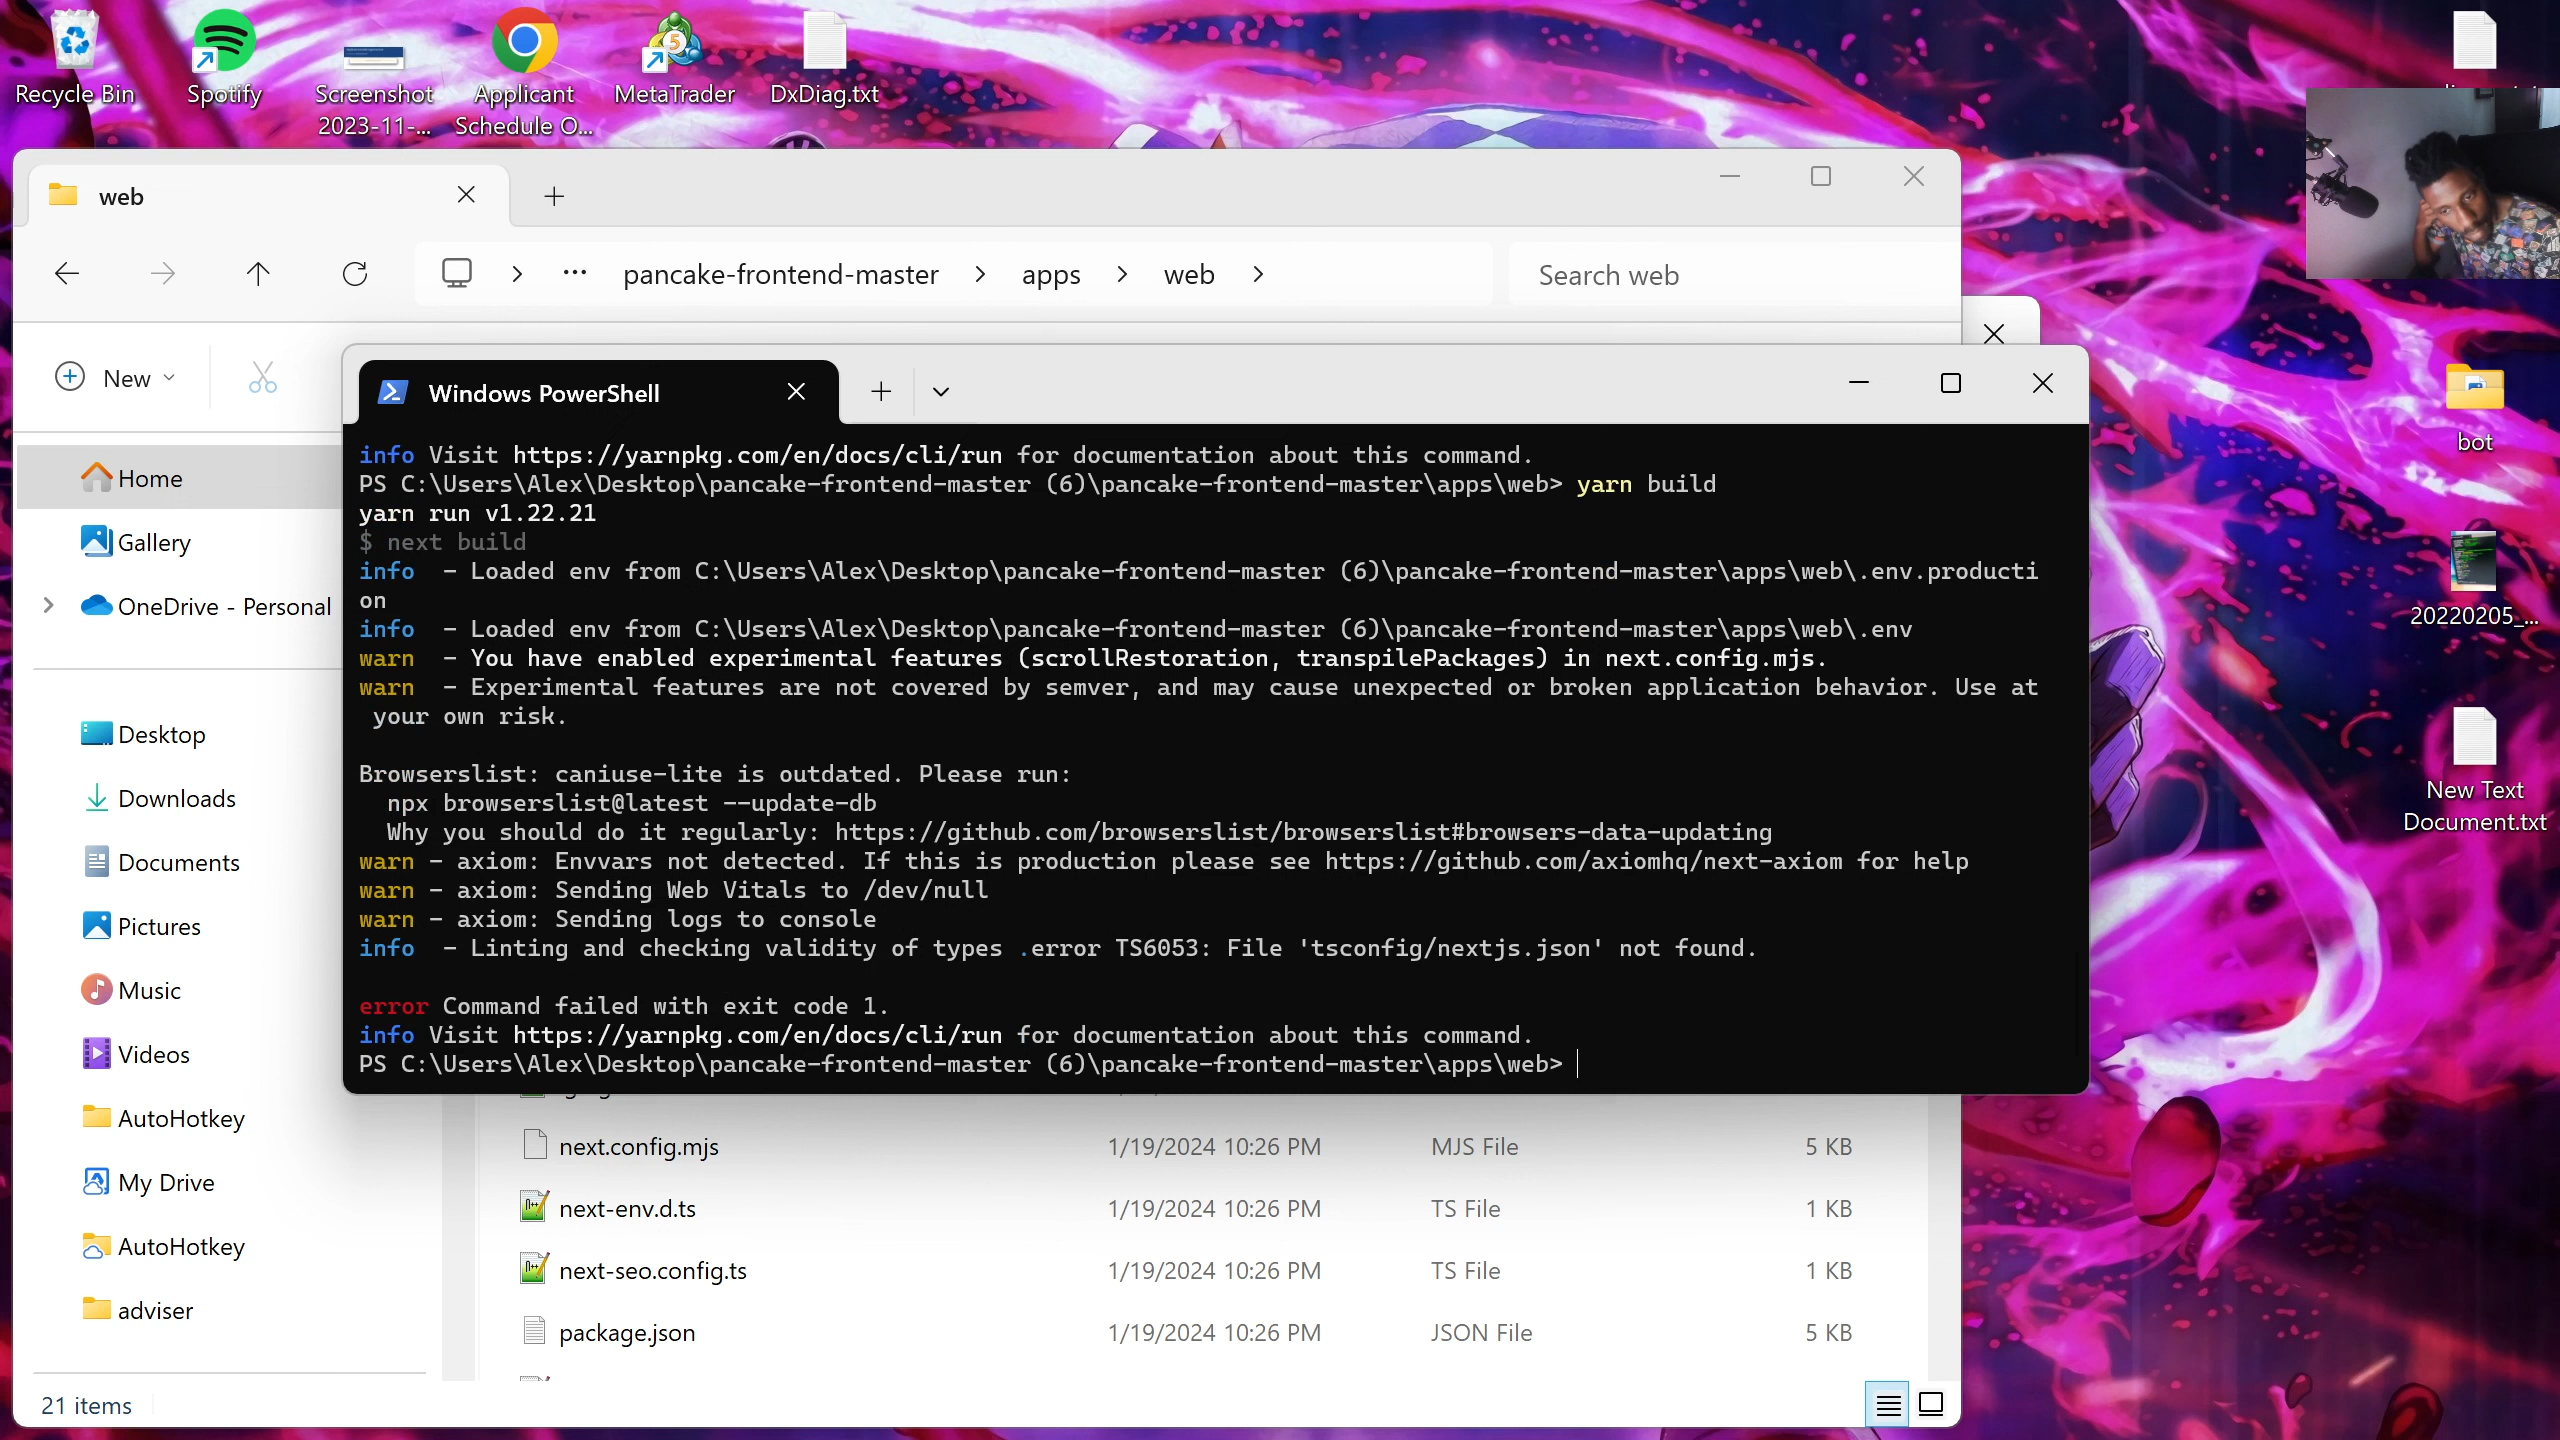 Recycle Bin
Spotify
Screenshot
2023-11-...
Applicant
Schedule O...
MetaTrader
5
DxDiag.txt
web
pancake-frontend-master
apps
web
Search web
New
Windows PowerShell
Home
Gallery
OneDrive - Personal
Desktop
Downloads
Documents
Pictures
Music
Videos
AutoHotkey
My Drive
AutoHotkey
adviser
21 items
info Visit https://yarnpkg.com/en/docs/cli/run for documentation about this command.
PS C:\Users\Alex\Desktop\pancake-frontend-master (6)\pancake-frontend-master\apps\web> yarn build
yarn run v1.22.21
$ next build
info  - Loaded env from C:\Users\Alex\Desktop\pancake-frontend-master (6)\pancake-frontend-master\apps\web\.env.producti
on
info  - Loaded env from C:\Users\Alex\Desktop\pancake-frontend-master (6)\pancake-frontend-master\apps\web\.env
warn  - You have enabled experimental features (scrollRestoration, transpilePackages) in next.config.mjs.
warn  - Experimental features are not covered by semver, and may cause unexpected or broken application behavior. Use at
your own risk.
Browserslist: caniuse-lite is outdated. Please run:
npx browserslist@latest --update-db
Why you should do it regularly: https://github.com/browserslist/browserslist#browsers-data-updating
warn - axiom: Envvars not detected. If this is production please see https://github.com/axiomhq/next-axiom for help
warn - axiom: Sending Web Vitals to /dev/null
warn - axiom: Sending logs to console
info  - Linting and checking validity of types .error TS6053: File 'tsconfig/nextjs.json' not found.
error Command failed with exit code 1.
info Visit https://yarnpkg.com/en/docs/cli/run for documentation about this command.
PS C:\Users\Alex\Desktop\pancake-frontend-master (6)\pancake-frontend-master\apps\web>
next.config.mjs 1/19/2024 10:26 PM MJS File 5 KB
next-env.d.ts 1/19/2024 10:26 PM TS File 1 KB
next-seo.config.ts 1/19/2024 10:26 PM TS File 1 KB
package.json 1/19/2024 10:26 PM JSON File 5 KB
bot
20220205_...
New Text
Document.txt